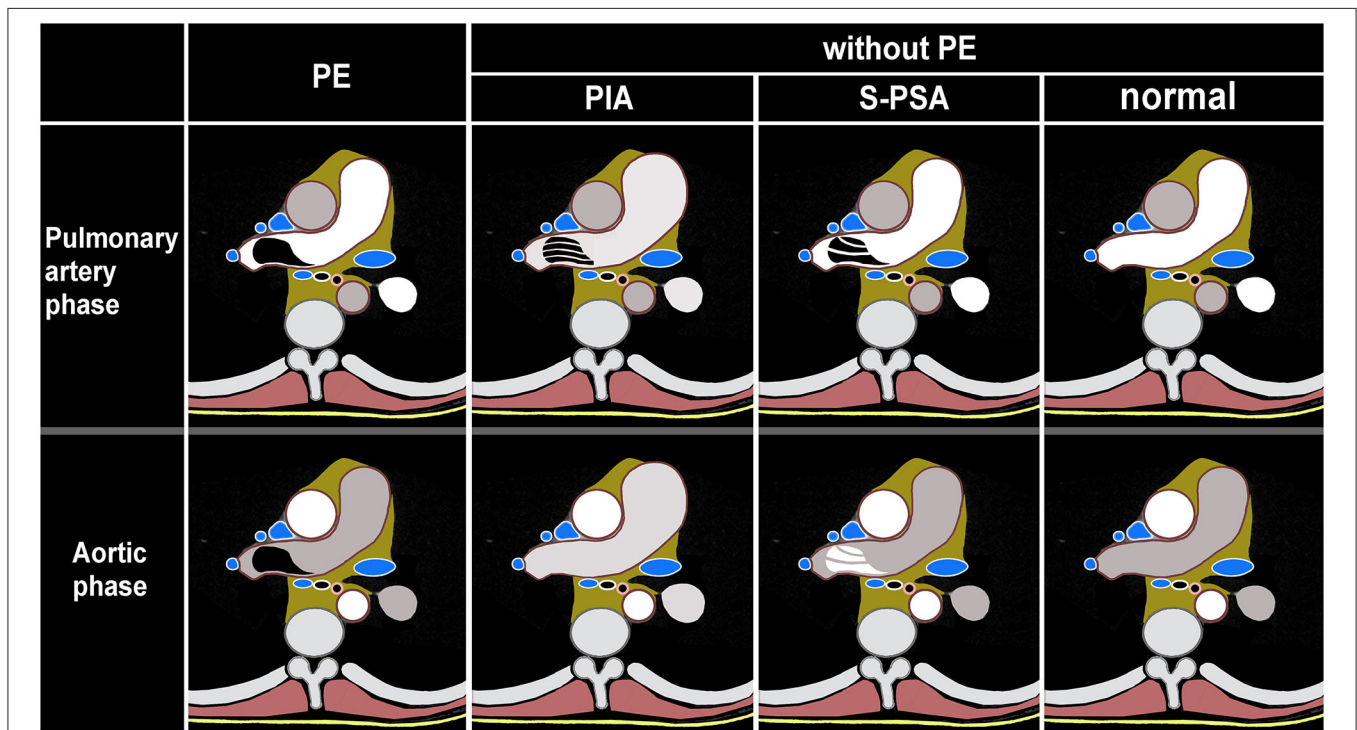 PE
without PE
PIA
S-PSA
normal
Pulmonary
artery
phase
Aortic
phase